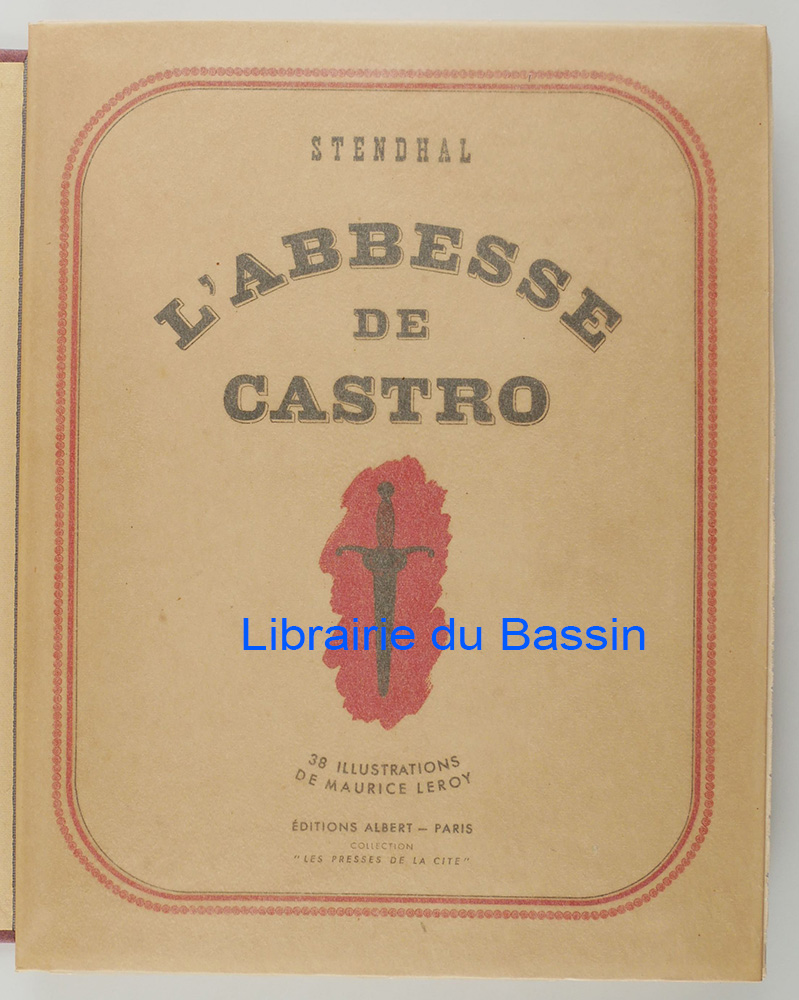 STENDHAL
L'ABBESSE
DE
CASTRO
Librairie du Bassin
38 ILLUSTRATIONS
DE MAURICE LEROY
ÉDITIONS ALBERT — PARIS
COLLECTION
"LES PRESSES DE LA CITE"